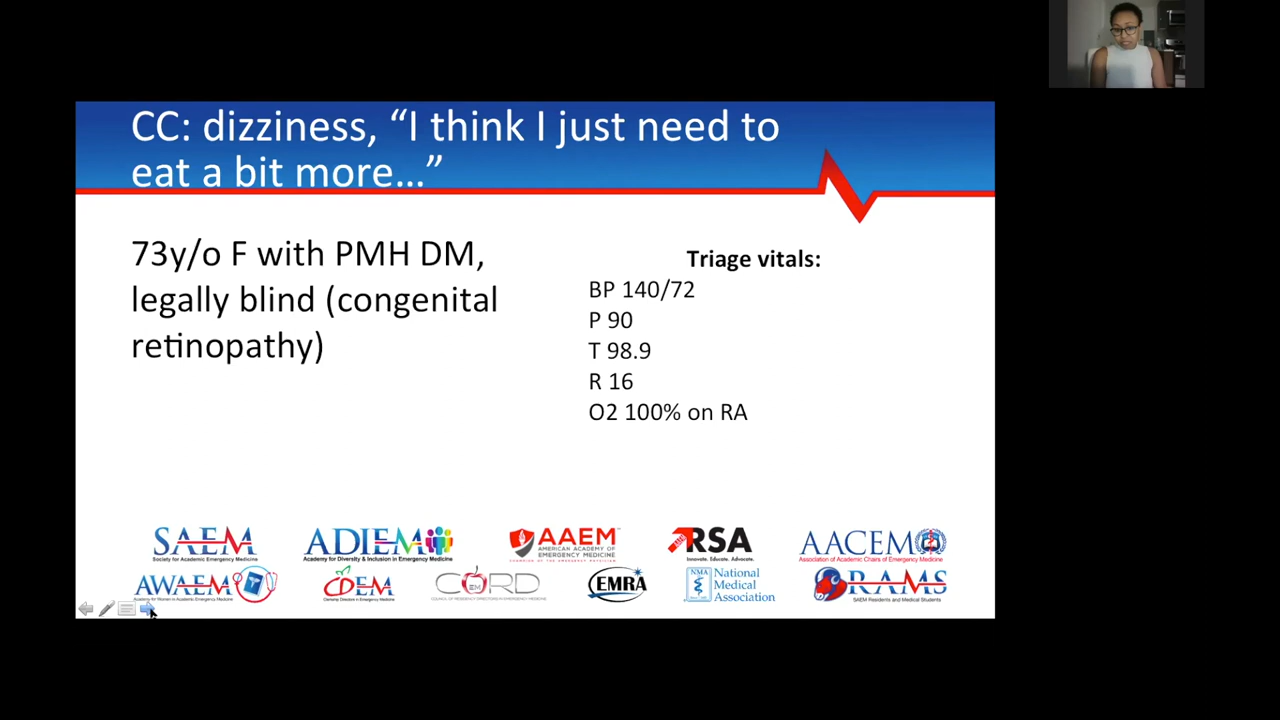 CC: dizziness, “I think I just need to
eat a bit more…”
73y/o F with PMH DM,
legally blind (congenital
retinopathy)
Triage vitals:
BP 140/72
P 90
T 98.9
R 16
O2 100% on RA
SAEM
Society for Academic Emergency Medicine
ADIEM
Academy for Diversity & Inclusion in Emergency Medicine
AAEM
AMERICAN ACADEMY OF
EMERGENCY MEDICINE
CHAMPION OF THE EMERGENCY PHYSICIAN
RSA
Innovate. Educate. Advocate.
AACEM
Association of Academic Chairs of Emergency Medicine
AWAEM
Academy for Women in Academic Emergency Medicine
CDEM
Clerkship Directors in Emergency Medicine
CORD
EM
COUNCIL OF RESIDENCY DIRECTORS IN EMERGENCY MEDICINE
EMRA
NMA
National
Medical
Association
RAMS
SAEM Residents and Medical Students